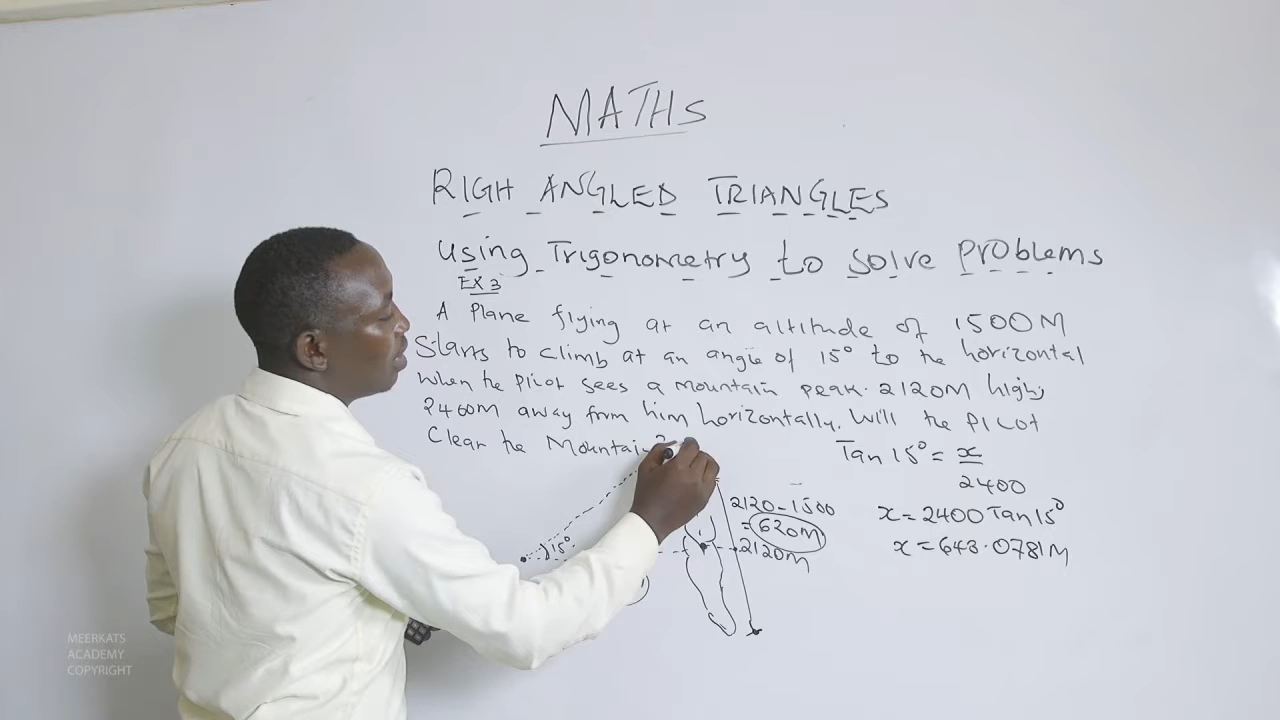 MATHS
RIGH ANGLED TRIANGLES
Using Trigonometry to solve Problems
EX 3
A Plane flying at an altitude of 1500M
Starts to climb at an angle of 15° to the horizontal
When the Pilot sees a mountain peak. 2120M high,
2400M away from him horizontally. Will the Pilot
Clear the Mountain?
Tan 15° = x
2400
2120-1500
=620M
2120M
x=2400 Tan 15°
x=643.0781M
15°
MEERKATS
ACADEMY
COPYRIGHT